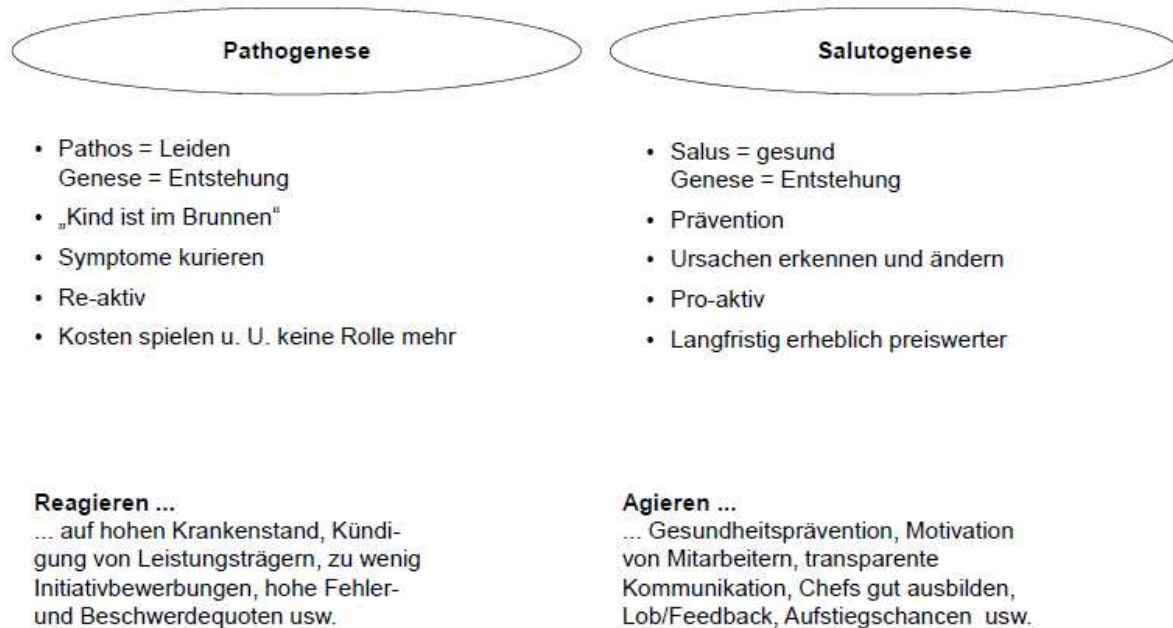 Pathogenese
• Pathos = Leiden
Genese = Entstehung
• „Kind ist im Brunnen“
• Symptome kurieren
• Re-aktiv
• Kosten spielen u. U. keine Rolle mehr
Reagieren ...
... auf hohen Krankenstand, Kündi-
gung von Leistungsträgern, zu wenig
Initiativbewerbungen, hohe Fehler-
und Beschwerdequoten usw.
Salutogenese
• Salus = gesund
Genese = Entstehung
• Prävention
• Ursachen erkennen und ändern
• Pro-aktiv
• Langfristig erheblich preiswerter
Agieren ...
... Gesundheitsprävention, Motivation
von Mitarbeitern, transparente
Kommunikation, Chefs gut ausbilden,
Lob/Feedback, Aufstiegschancen usw.